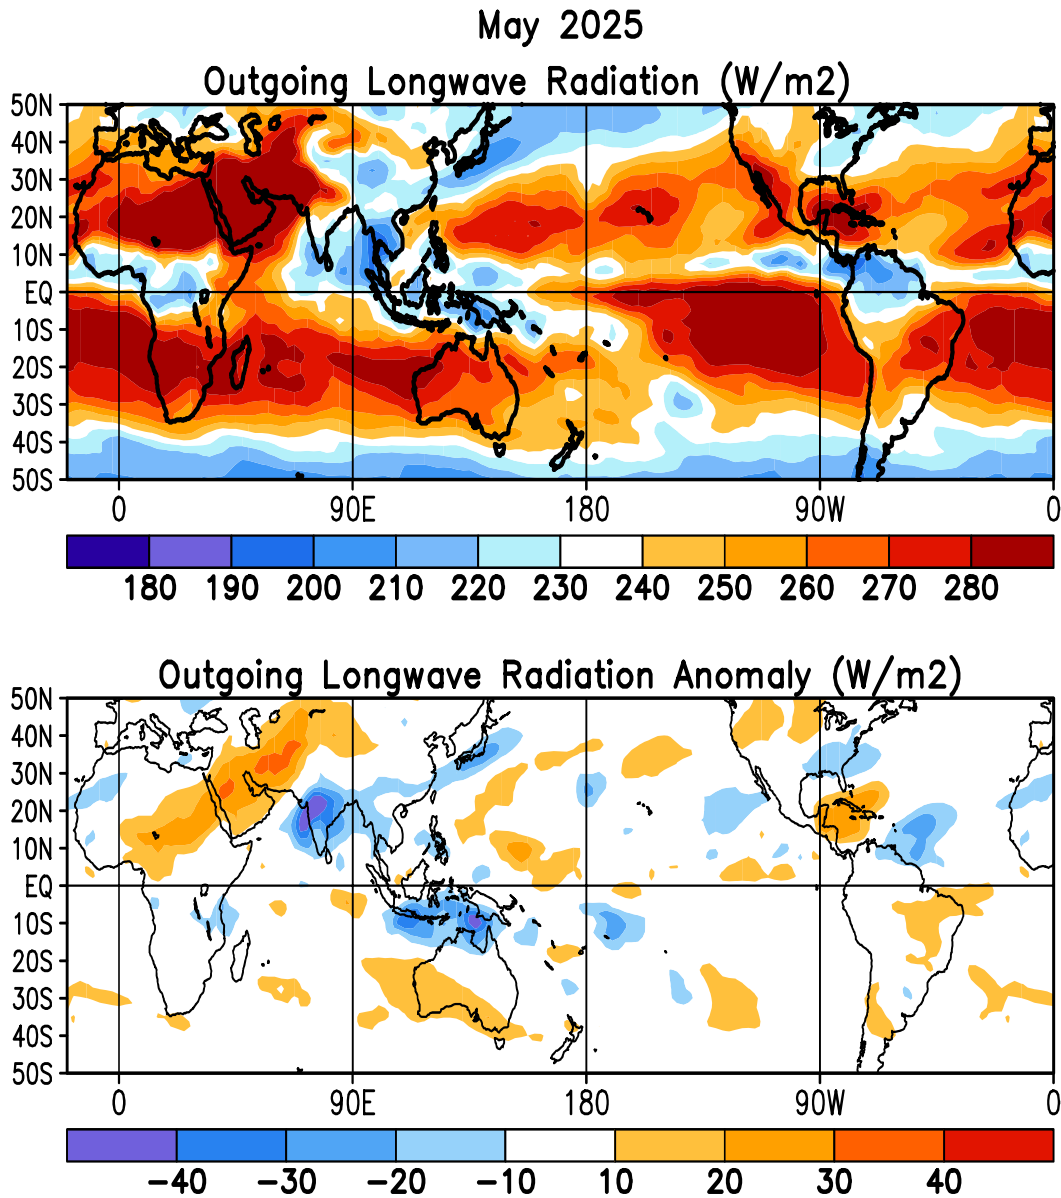 May 2025
Outgoing Longwave Radiation (W/m2)
50N
40N
30N
20N
10N
EQ
10S
20S
30S
40S
50S
0 90E 180 90W 0
180 190 200 210 220 230 240 250 260 270 280
Outgoing Longwave Radiation Anomaly (W/m2)
50N
40N
30N
20N
10N
EQ
10S
20S
30S
40S
50S
0 90E 180 90W 0
-40 -30 -20 -10 10 20 30 40